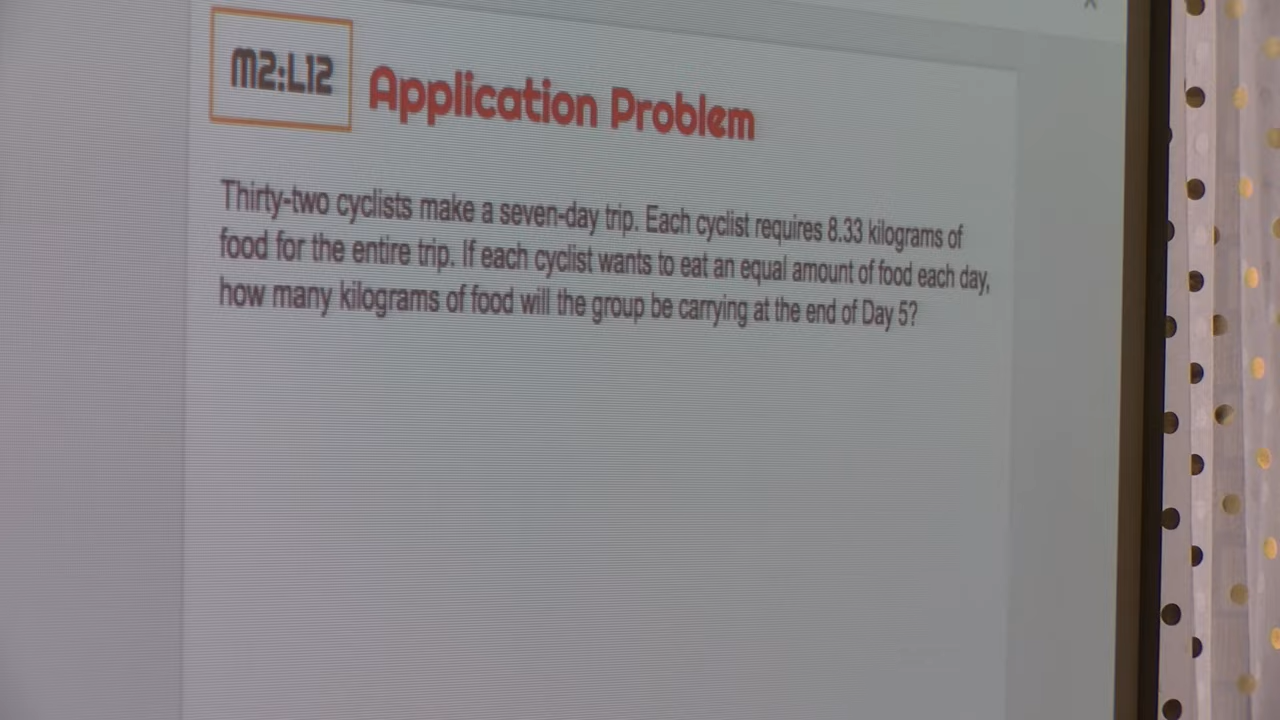 M2:L12
Application Problem
Thirty-two cyclists make a seven-day trip. Each cyclist requires 8.33 kilograms of
food for the entire trip. If each cyclist wants to eat an equal amount of food each day,
how many kilograms of food will the group be carrying at the end of Day 5?